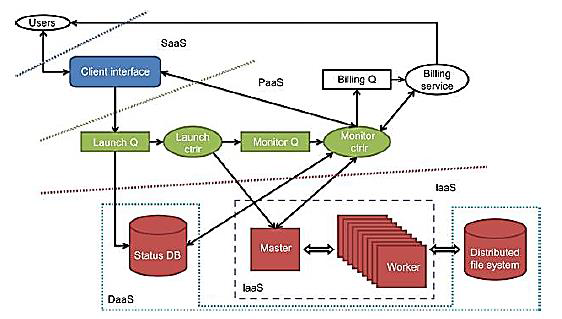 Users
SaaS
Client interface
PaaS
Billing Q
Billing
service
Launch Q
Launch
ctrlr
Monitor Q
Monitor
ctrlr
IaaS
Status DB
Master
Worker
Distributed
file system
DaaS
IaaS